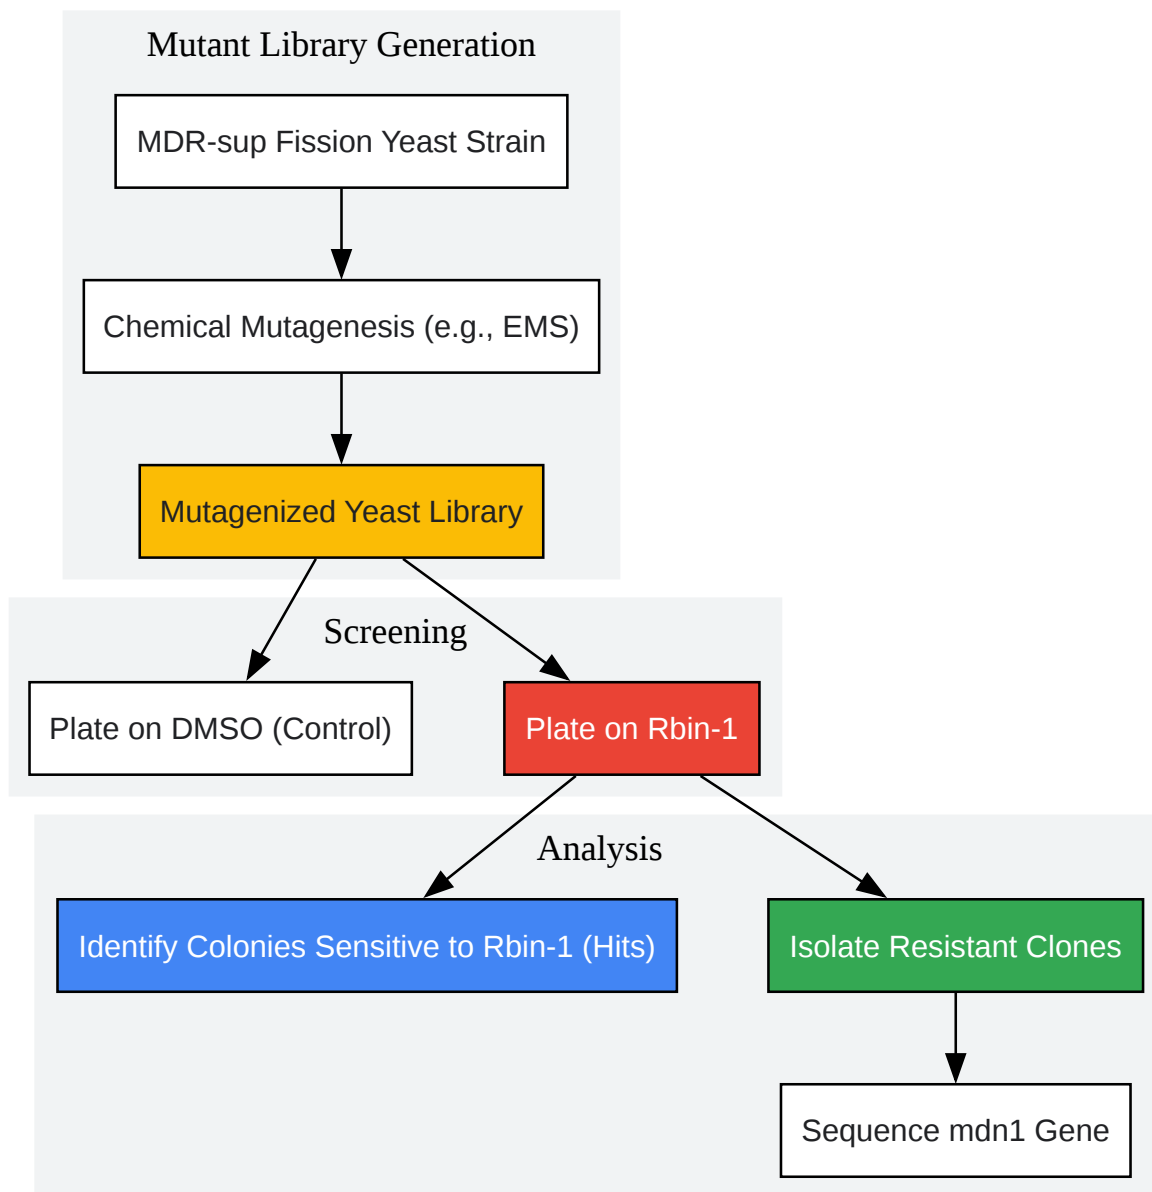 Mutant Library Generation
MDR-sup Fission Yeast Strain
Chemical Mutagenesis (e.g., EMS)
Mutagenized Yeast Library
Screening
Plate on DMSO (Control)
Plate on Rbin-1
Analysis
Identify Colonies Sensitive to Rbin-1 (Hits)
Isolate Resistant Clones
Sequence mdn1 Gene